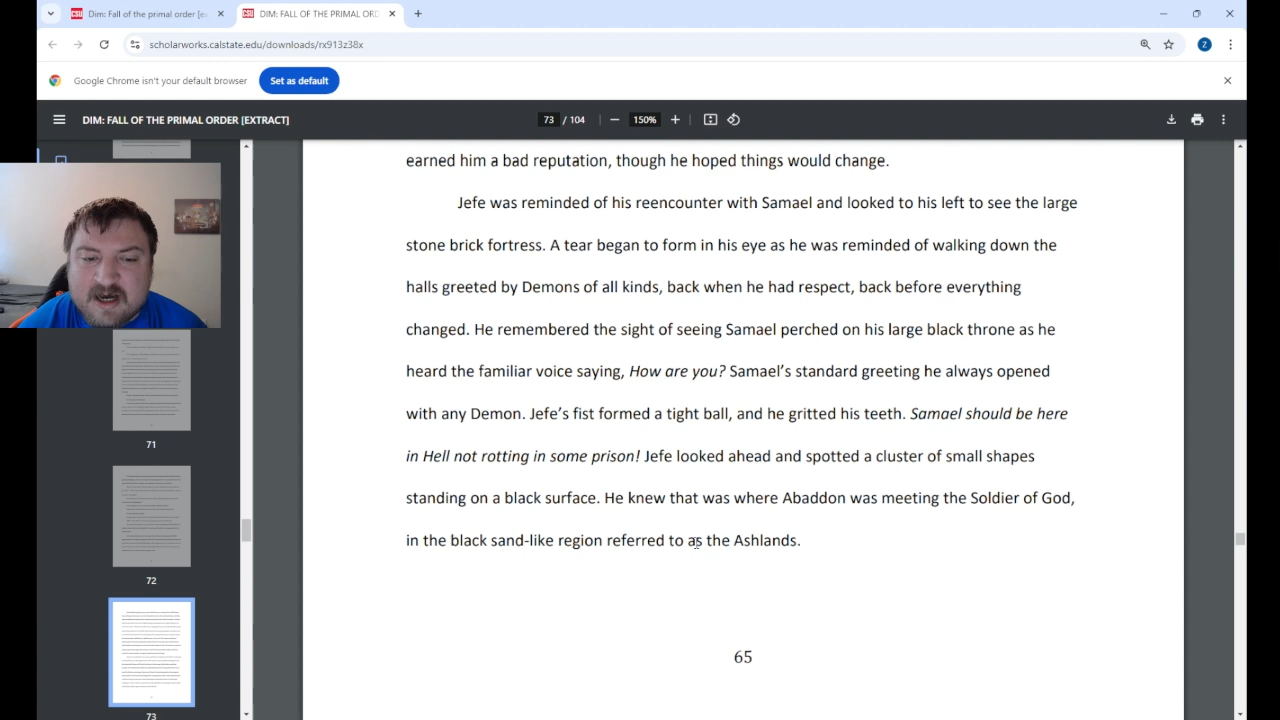 DIM: Fall of the primal order [ex
DIM: FALL OF THE PRIMAL ORD
scholarworks.calstate.edu/downloads/rx913z38x
Z
Google Chrome isn't your default browser
Set as default
DIM: FALL OF THE PRIMAL ORDER [EXTRACT]
73 / 104
150%
earned him a bad reputation, though he hoped things would change.
Jefe was reminded of his reencounter with Samael and looked to his left to see the large
stone brick fortress. A tear began to form in his eye as he was reminded of walking down the
halls greeted by Demons of all kinds, back when he had respect, back before everything
changed. He remembered the sight of seeing Samael perched on his large black throne as he
heard the familiar voice saying, How are you? Samael's standard greeting he always opened
with any Demon. Jefe's fist formed a tight ball, and he gritted his teeth. Samael should be here
in Hell not rotting in some prison! Jefe looked ahead and spotted a cluster of small shapes
standing on a black surface. He knew that was where Abaddon was meeting the Soldier of God,
in the black sand-like region referred to as the Ashlands.
65
71
72
73